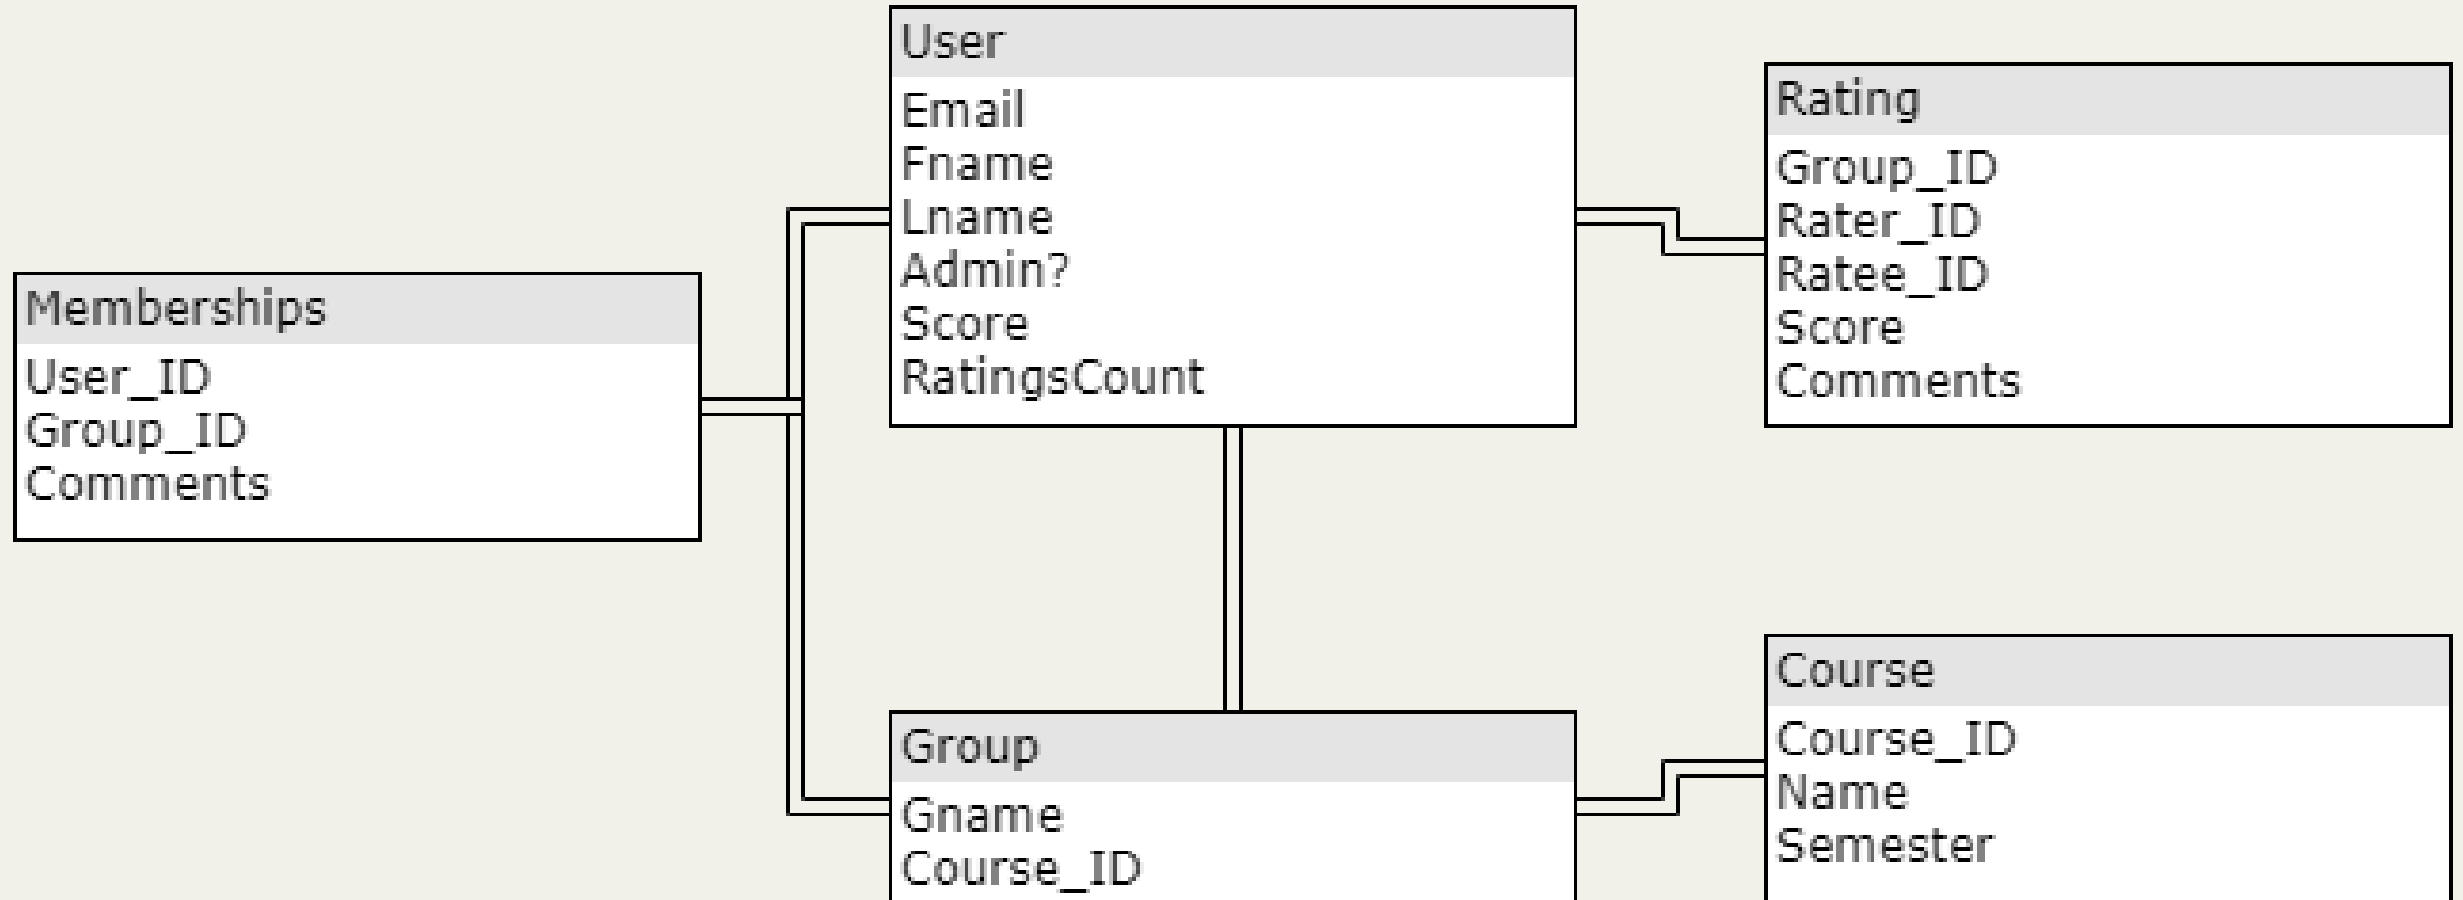 User
Email
Fname
Lname
Admin?
Score
RatingsCount
Rating
Group_ID
Rater_ID
Ratee_ID
Score
Comments
Memberships
User_ID
Group_ID
Comments
Group
Gname
Course_ID
Course
Course_ID
Name
Semester